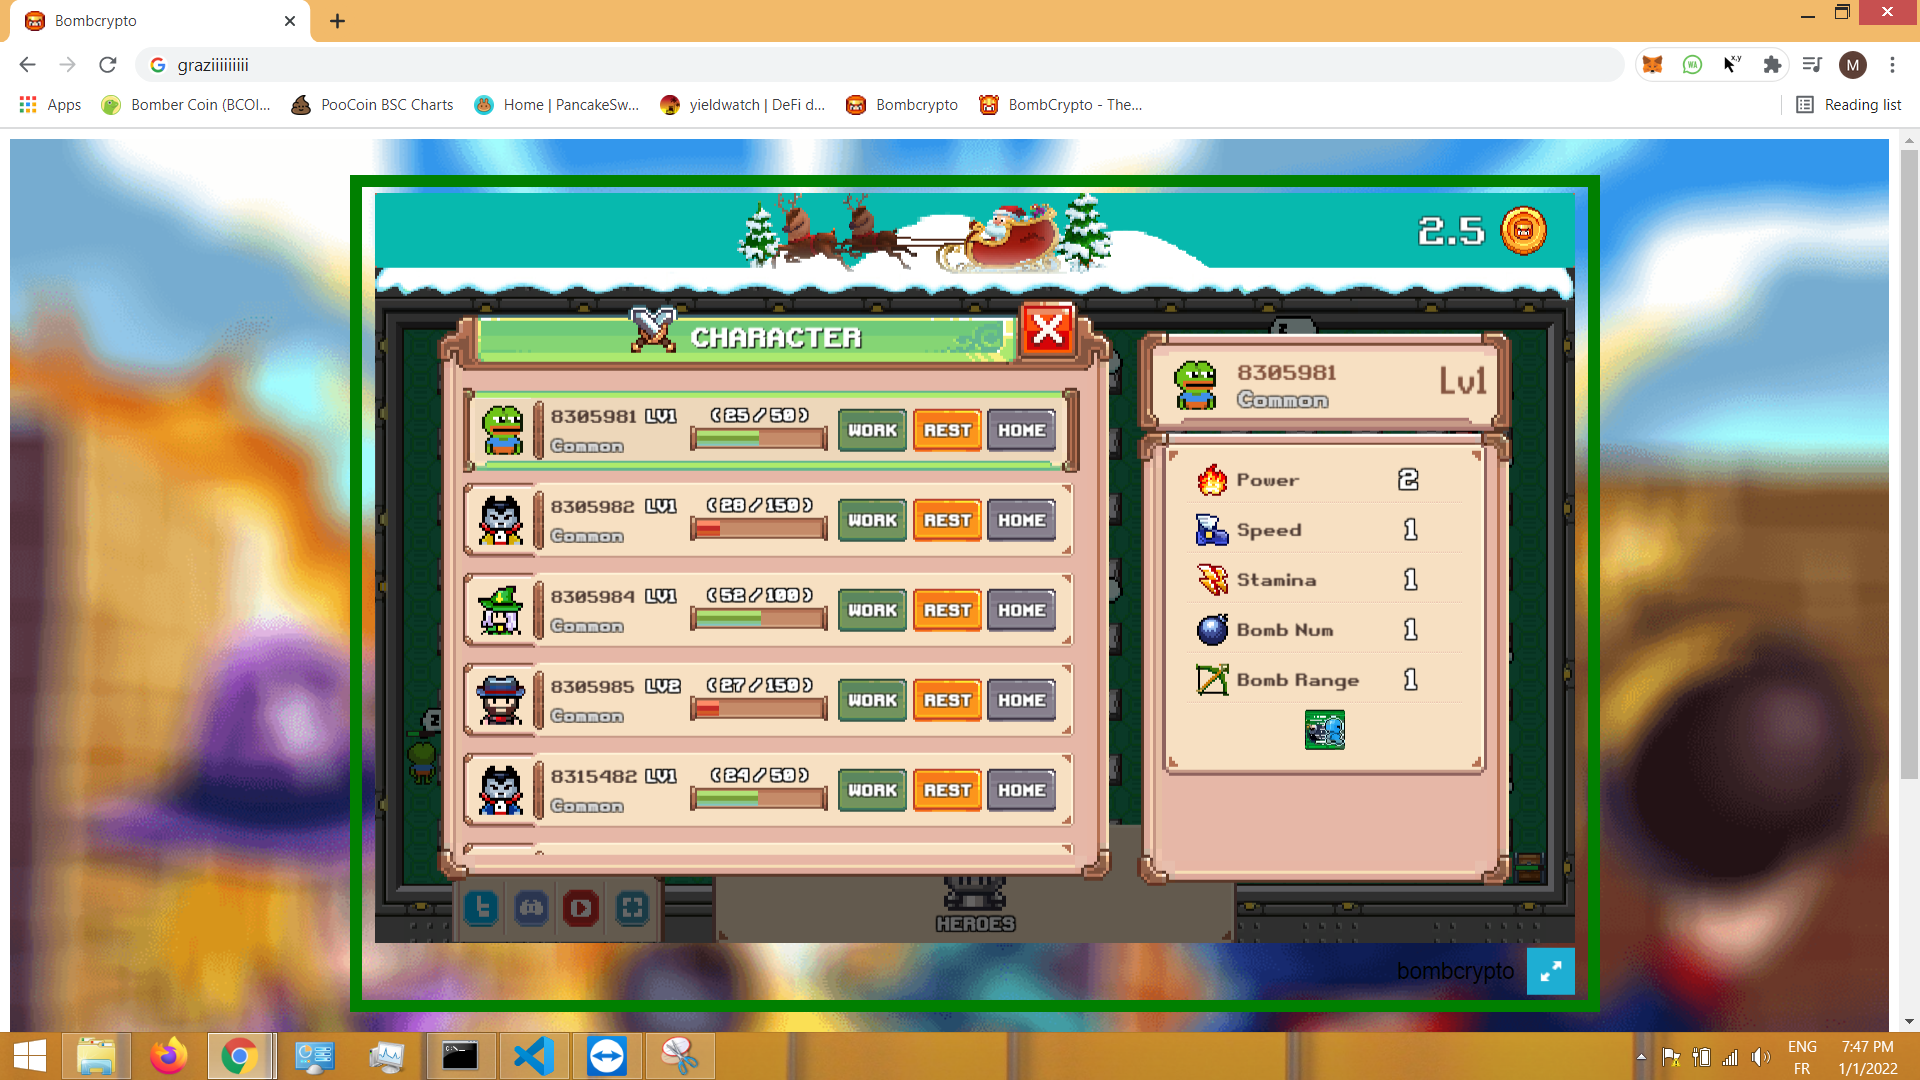 Bombcrypto
graziiiiiiiii
Apps
Bomber Coin (BCOI...
PooCoin BSC Charts
Home | PancakeSw...
yieldwatch | DeFi d...
Bombcrypto
BombCrypto - The...
Reading list
2.5
CHARACTER
8305981 LV1 (25/50) WORK REST HOME
Common
8305982 LV1 (28/150) WORK REST HOME
Common
8305984 LV1 (52/100) WORK REST HOME
Common
8305985 LV2 (27/150) WORK REST HOME
Common
8315482 LV1 (24/50) WORK REST HOME
Common
8305981 Lv1
Common
Power 2
Speed 1
Stamina 1
Bomb Num 1
Bomb Range 1
HEROES
bombcrypto
ENG 7:47 PM
FR 1/1/2022